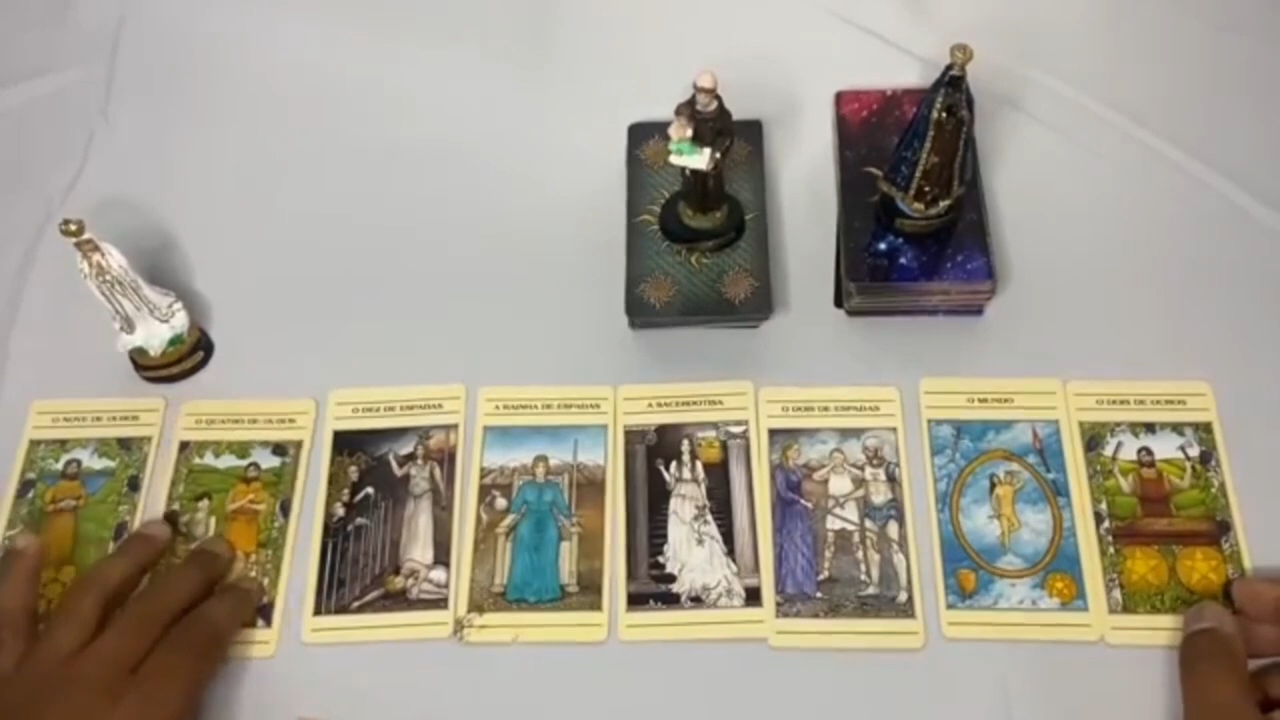 O NOVE DE OUROS
O QUATRO DE OUROS
O DEZ DE ESPADAS
A RAINHA DE ESPADAS
A SACERDOTISA
O DOIS DE ESPADAS
O MUNDO
O DOIS DE OUROS